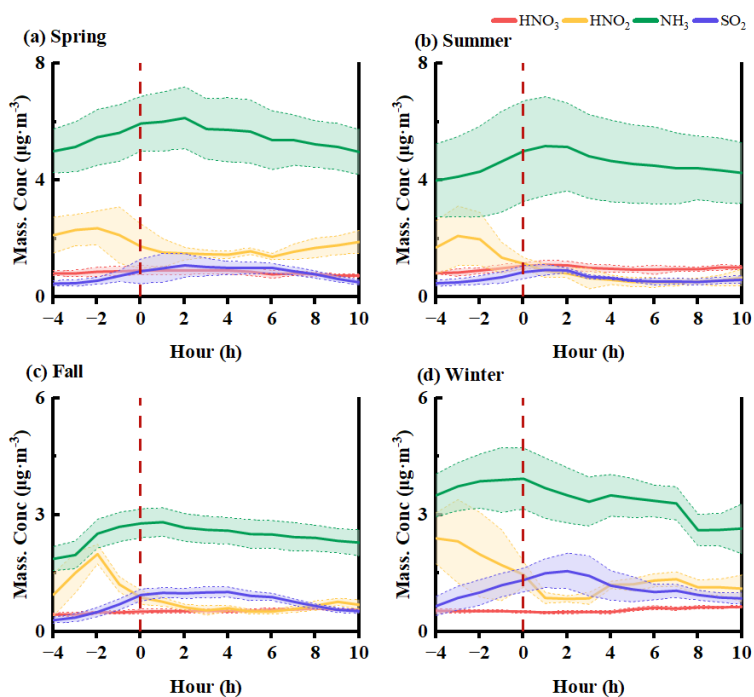 HNO₃ HNO₂ NH₃ SO₂
(a) Spring
(b) Summer
8
4
0
Mass. Conc (μg·m⁻³)
−4 −2 0 2 4 6 8 10
Hour (h)
8
4
0
Mass. Conc (μg·m⁻³)
−4 −2 0 2 4 6 8 10
Hour (h)
(c) Fall
(d) Winter
6
3
0
Mass. Conc (μg·m⁻³)
−4 −2 0 2 4 6 8 10
Hour (h)
6
3
0
Mass. Conc (μg·m⁻³)
−4 −2 0 2 4 6 8 10
Hour (h)